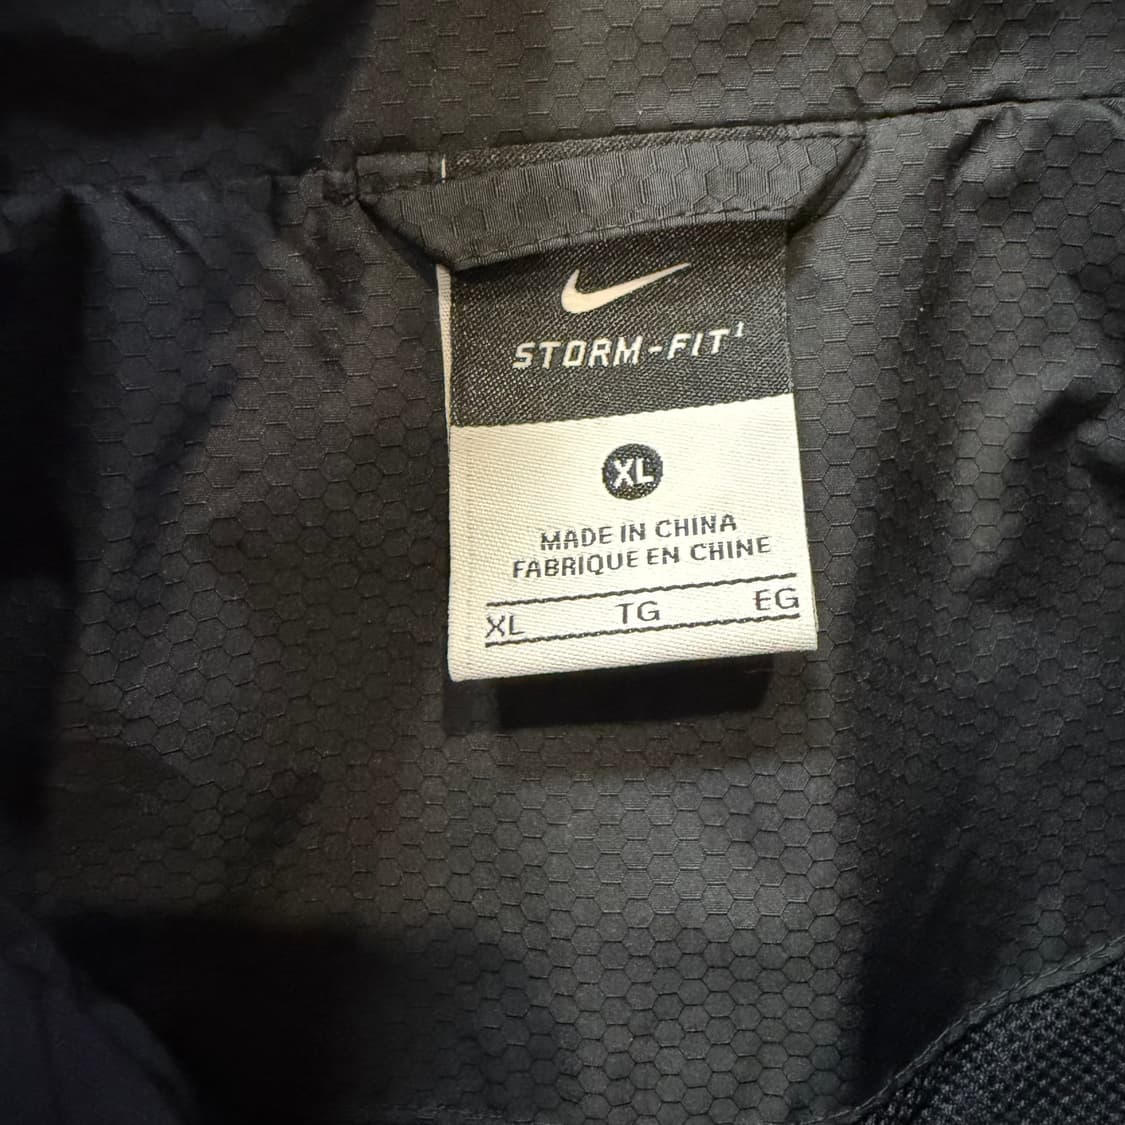 STORM-FIT¹
XL
MADE IN CHINA
FABRIQUE EN CHINE
XL TG EG